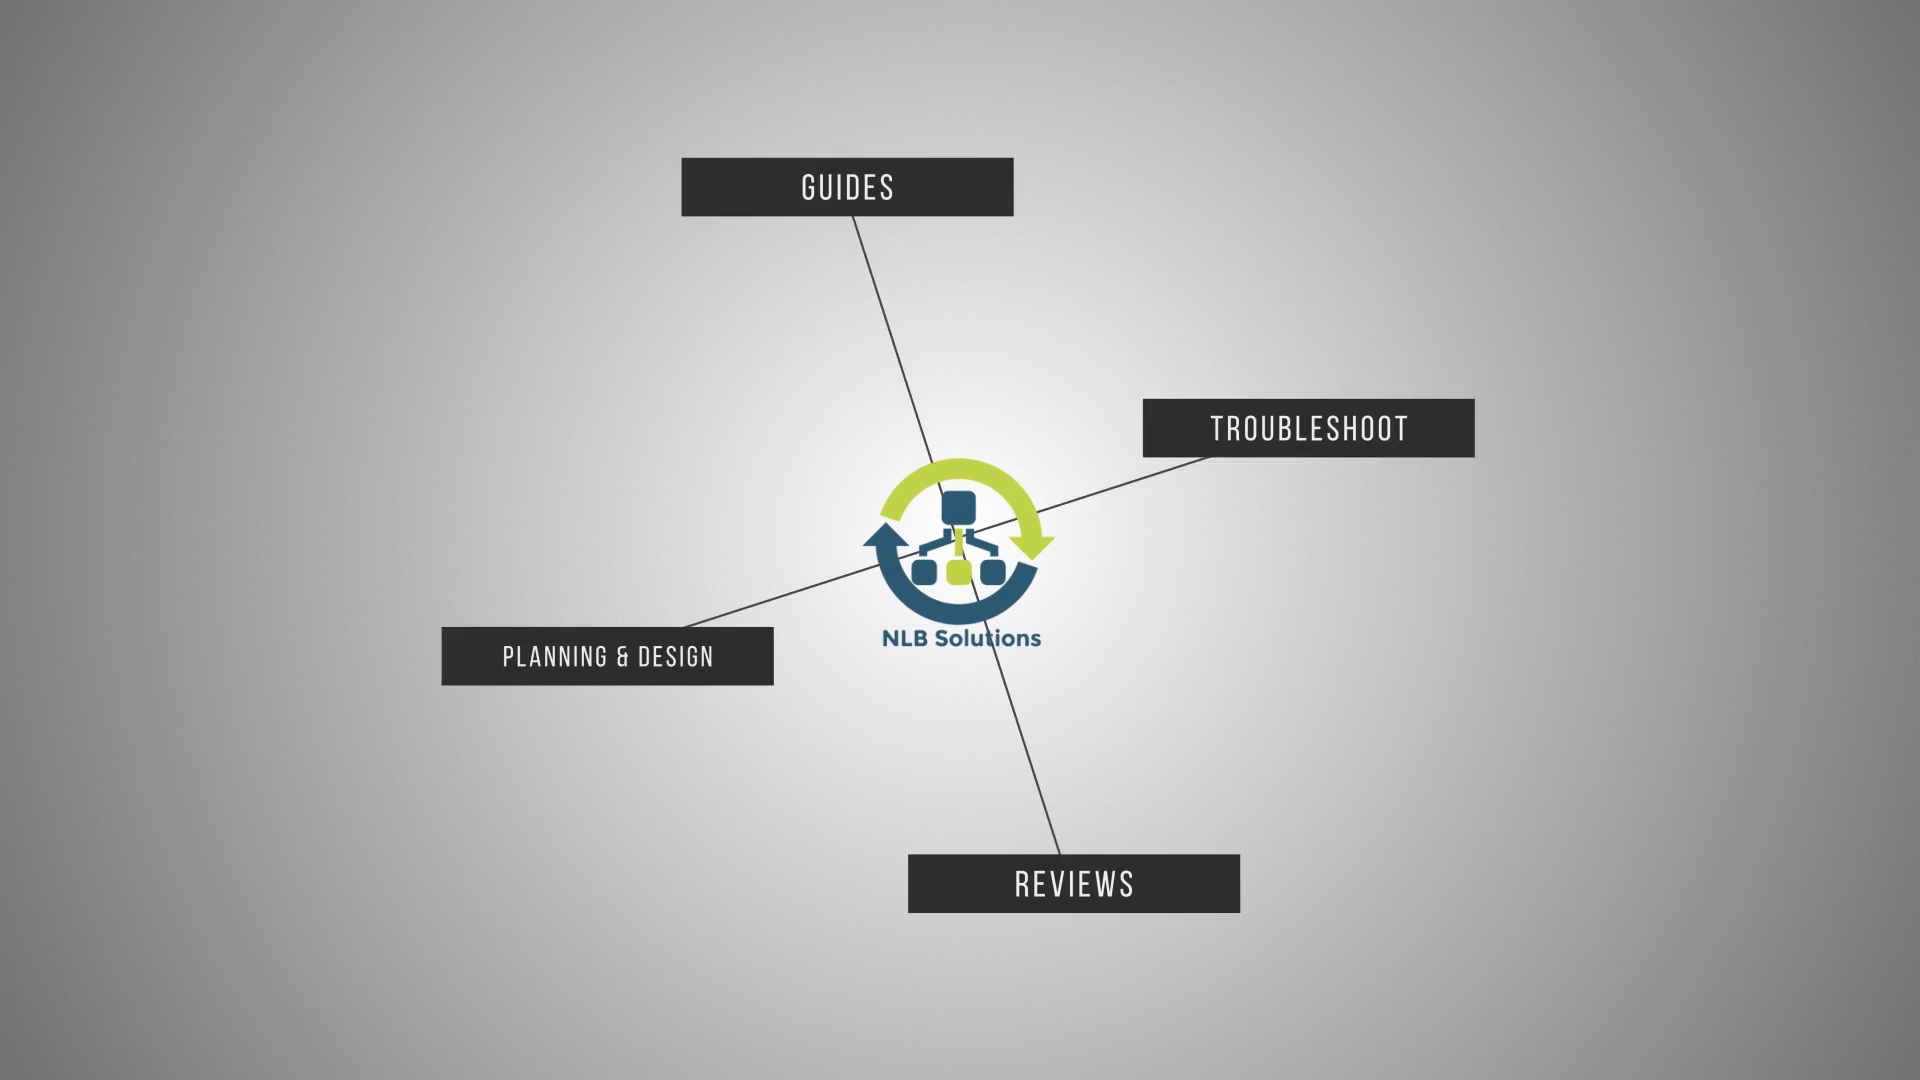 GUIDES
TROUBLESHOOT
NLB Solutions
PLANNING & DESIGN
REVIEWS